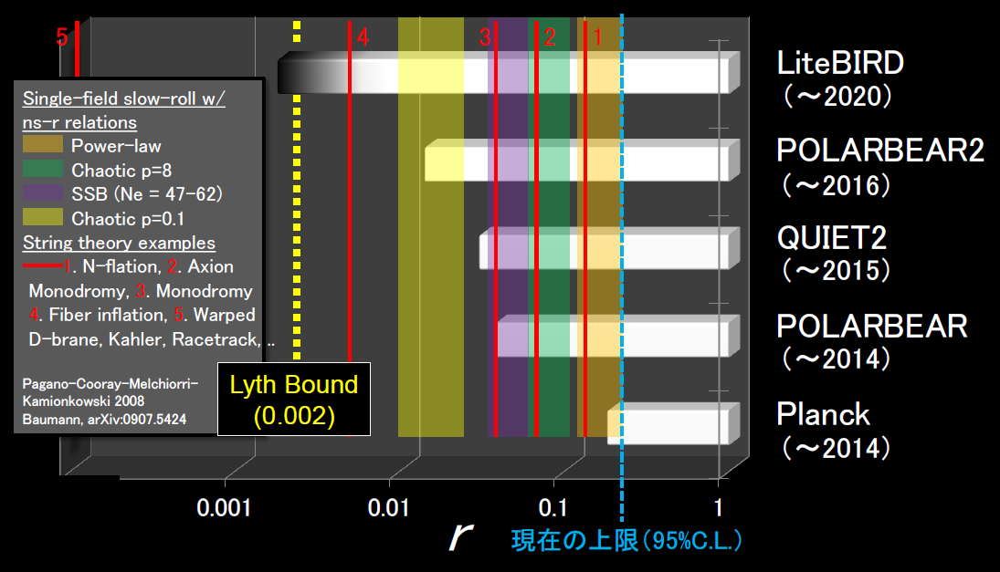 5
4
3
2
1
LiteBIRD
(～2020)
POLARBEAR2
(～2016)
QUIET2
(～2015)
POLARBEAR
(～2014)
Planck
(～2014)
Single-field slow-roll w/
ns-r relations
Power-law
Chaotic p=8
SSB (Ne = 47-62)
Chaotic p=0.1
String theory examples
1. N-flation, 2. Axion
Monodromy, 3. Monodromy
4. Fiber inflation, 5. Warped
D-brane, Kahler, Racetrack, ..
Pagano-Cooray-Melchiorri-
Kamionkowski 2008
Baumann, arXiv:0907.5424
Lyth Bound
(0.002)
0.001
0.01
0.1
1
r
現在の上限(95%C.L.)